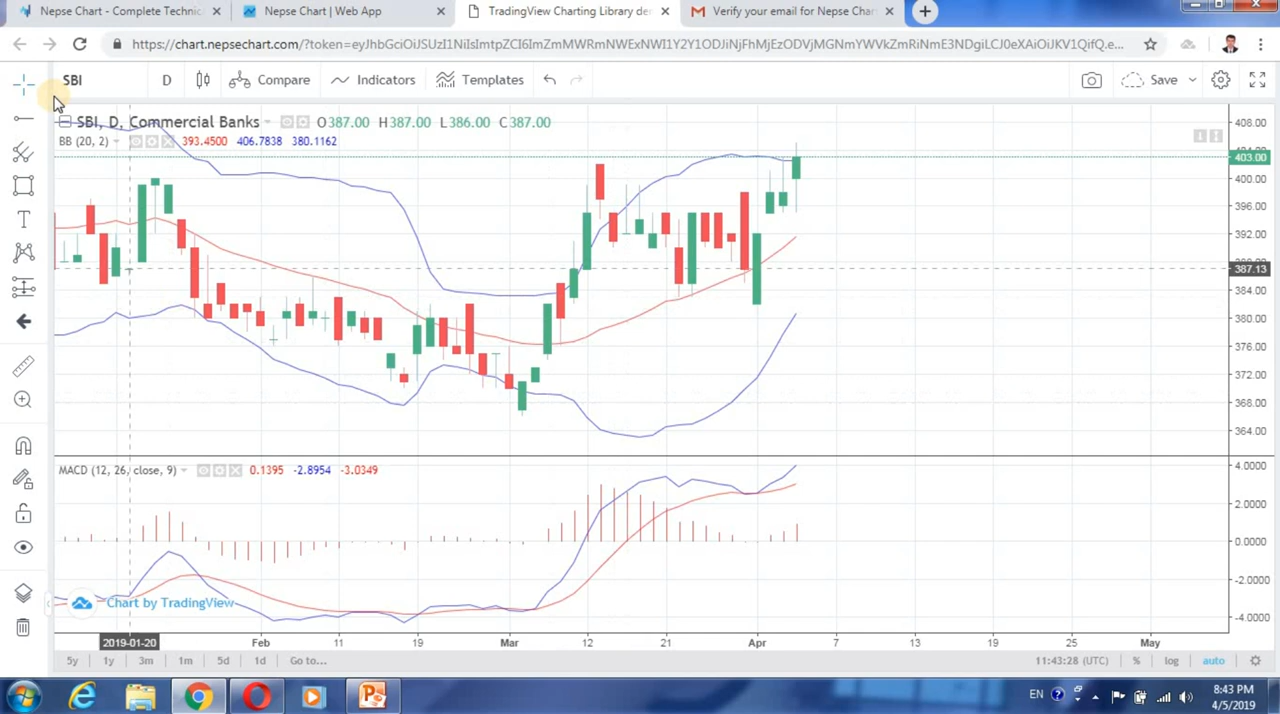 Nepse Chart - Complete Technic
Nepse Chart | Web App
TradingView Charting Library de
Verify your email for Nepse Char
https://chart.nepsechart.com/?token=eyJhbGciOiJSUzI1NiIsImtpZCI6ImZmMWRmNWExNWI1Y2Y1ODJiNjFhMjEzODVjMGNmYWVkZmRiNmE3NDgiLCJ0eXAiOiJKV1QifQ.e...
SBI
D
Compare
Indicators
Templates
Save
SBI, D, Commercial Banks
O387.00 H387.00 L386.00 C387.00
BB (20, 2)
393.4500 406.7838 380.1162
408.00
403.00
400.00
396.00
392.00
387.13
384.00
380.00
376.00
372.00
368.00
364.00
MACD (12, 26, close, 9)
0.1395 -2.8954 -3.0349
4.0000
2.0000
0.0000
-2.0000
-4.0000
Chart by TradingView
2019-01-20
Feb
11
19
Mar
12
21
Apr
7
13
19
25
May
5y 1y 3m 1m 5d 1d Go to...
11:43:28 (UTC)
%
log
auto
EN
8:43 PM
4/5/2019